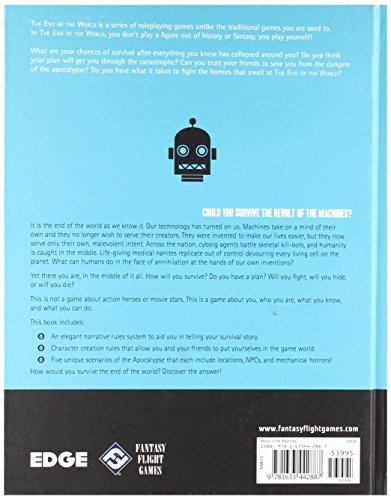 THE END OF THE WORLD is a series of roleplaying games unlike the traditional games you are used to.
In THE END OF THE WORLD, you don't play a figure out of history or fantasy, you play yourself!
What are your chances of survival after everything you know has collapsed around you? Do you think
your plan will get you through the catastrophe? Can you trust your friends to save you from the dangers
of the apocalypse? Do you have what it takes to fight the horrors that await at THE END OF THE WORLD?
COULD YOU SURVIVE THE REVOLT OF THE MACHINES?
It is the end of the world as we know it. Our technology has turned on us. Machines take on a mind of their
own and they no longer wish to serve their creators. They were invented to make our lives easier, but they now
serve only their own, malevolent intent. Across the nation, cyborg agents battle skeletal kill-bots, and humanity
is caught in the middle. Life-giving medical nanites replicate out of control devouring every living cell on the
planet. What can humans do in the face of annihilation at the hands of our own inventions?
Yet there you are, in the middle of it all. How will you survive? Do you have a plan? Will you fight, will you hide,
or will you die?
This is not a game about action heroes or movie stars. This is a game about you, who you are, what you know,
and what you can do.
This book includes:
An elegant narrative rules system to aid you in telling your survival story.
Character creation rules that allow you and your friends to put yourselves in the game world.
Five unique scenarios of the Apocalypse that each include locations, NPCs, and mechanical horrors!
How would you survive the end of the world? Discover the answer!
www.fantasyflightgames.com
Revolt of the Machines
ISBN: 978-1-63344-288-7
53995
9 781633 442887
EDGE
FANTASY
FLIGHT
GAMES